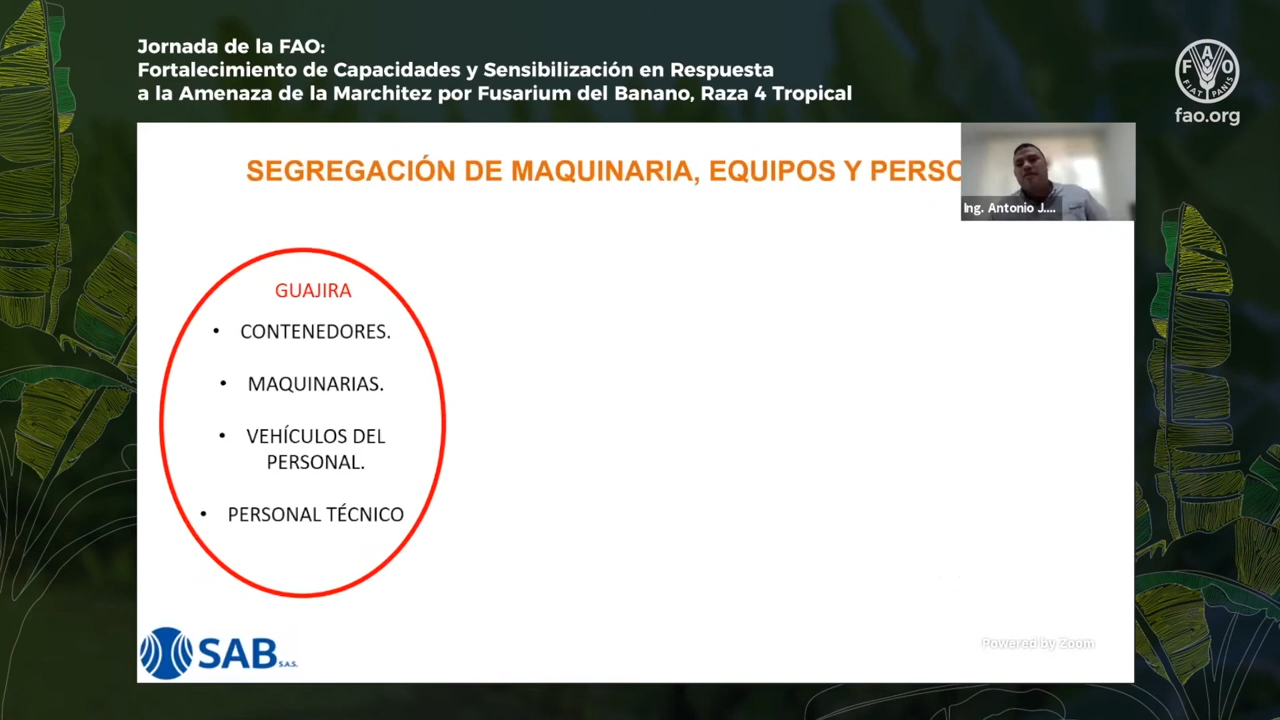 Jornada de la FAO:
Fortalecimiento de Capacidades y Sensibilización en Respuesta
a la Amenaza de la Marchitez por Fusarium del Banano, Raza 4 Tropical
FAO
FIAT PANIS
fao.org
SEGREGACIÓN DE MAQUINARIA, EQUIPOS Y PERSO
Ing. Antonio J....
GUAJIRA
• CONTENEDORES.
• MAQUINARIAS.
• VEHÍCULOS DEL
PERSONAL.
• PERSONAL TÉCNICO
SAB S.A.S.
Powered by Zoom